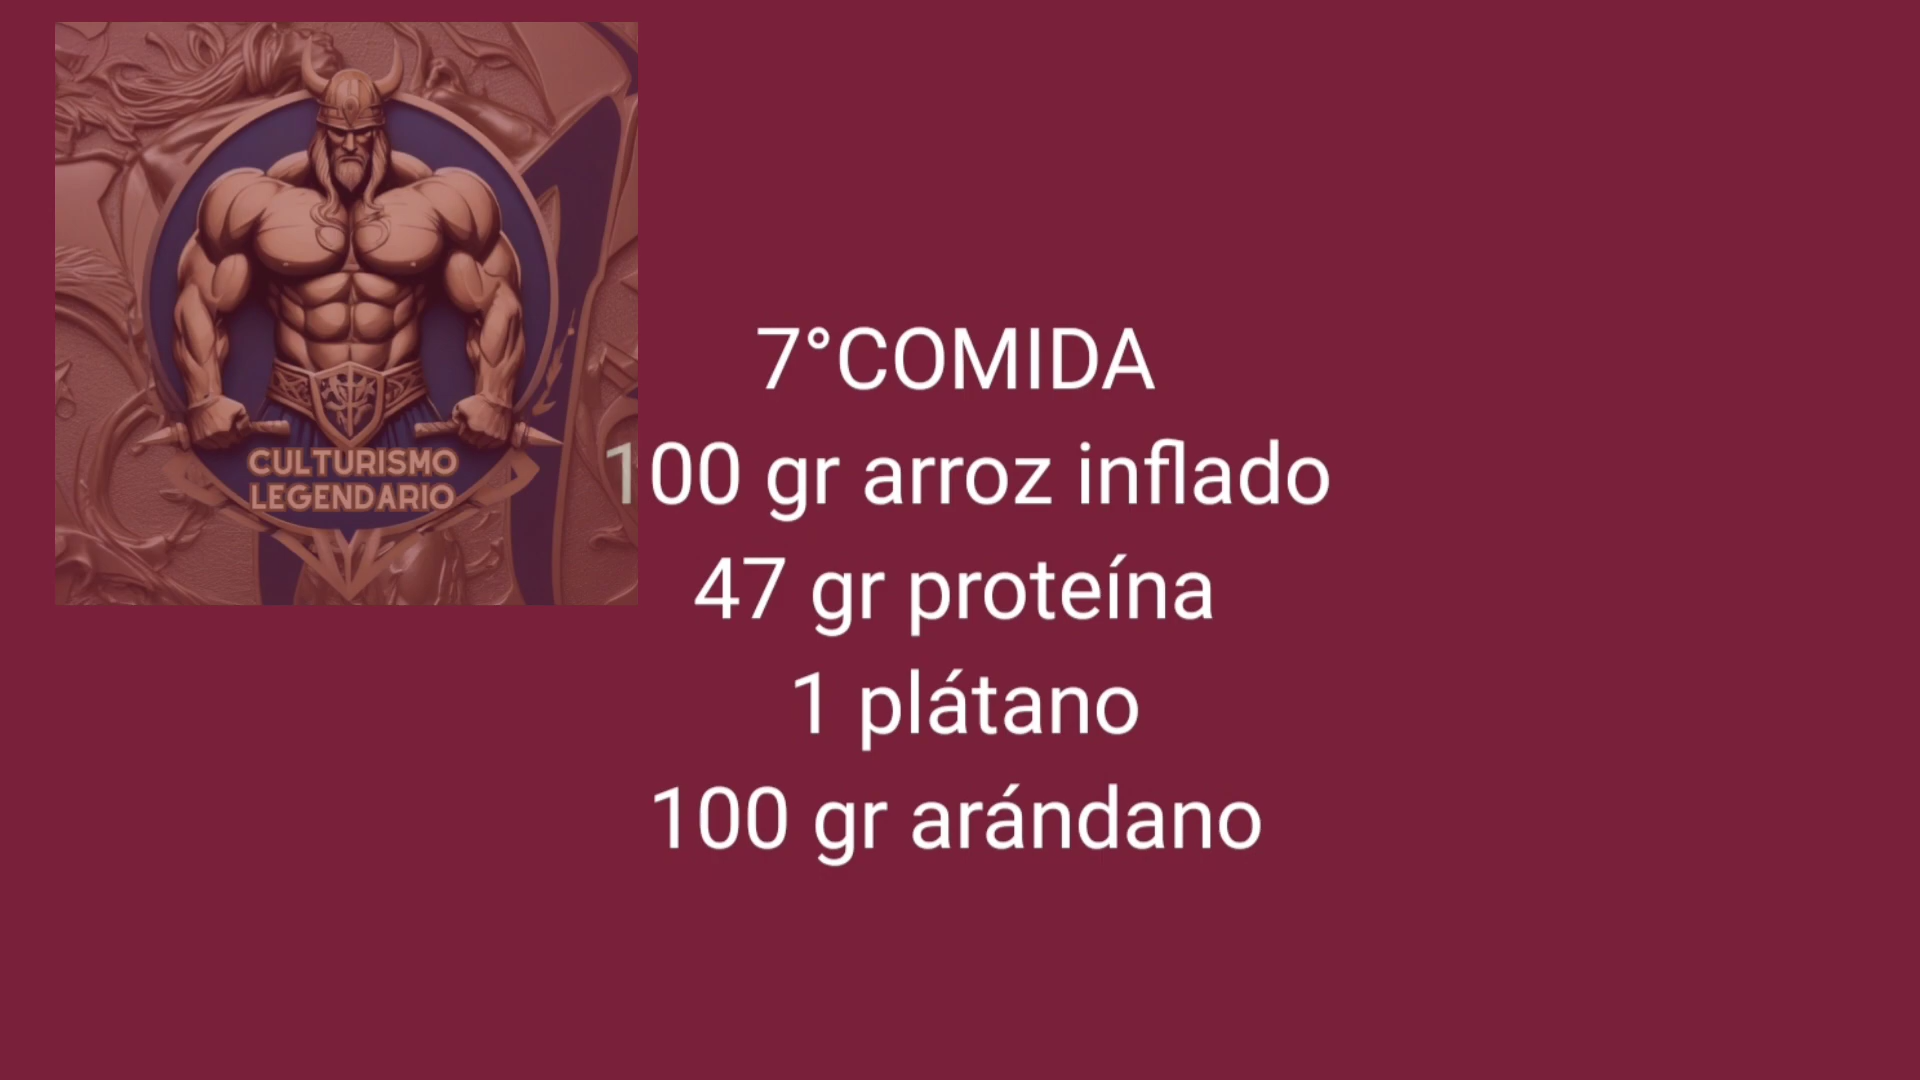 CULTURISMO
LEGENDARIO
7°COMIDA
100 gr arroz inflado
47 gr proteína
1 plátano
100 gr arándano